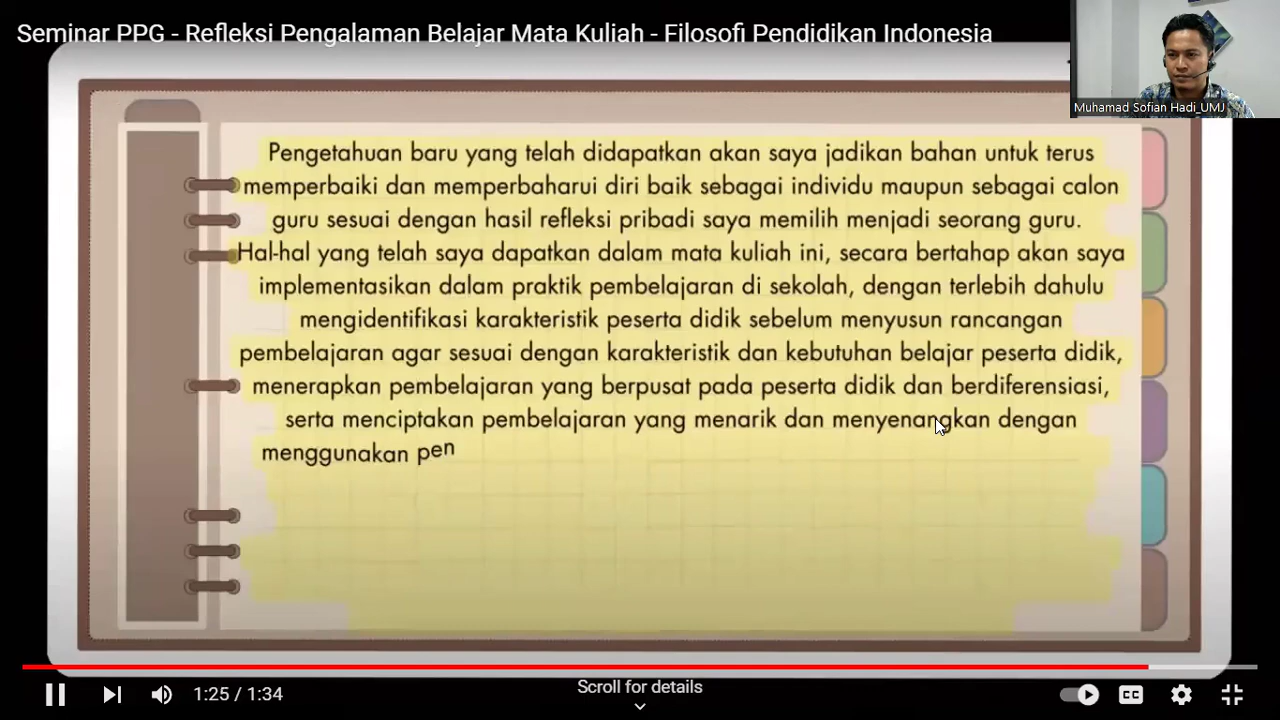 Seminar PPG - Refleksi Pengalaman Belajar Mata Kuliah - Filosofi Pendidikan Indonesia
Muhamad Sofian Hadi_UMJ
Pengetahuan baru yang telah didapatkan akan saya jadikan bahan untuk terus
memperbaiki dan memperbaharui diri baik sebagai individu maupun sebagai calon
guru sesuai dengan hasil refleksi pribadi saya memilih menjadi seorang guru.
Hal-hal yang telah saya dapatkan dalam mata kuliah ini, secara bertahap akan saya
implementasikan dalam praktik pembelajaran di sekolah, dengan terlebih dahulu
mengidentifikasi karakteristik peserta didik sebelum menyusun rancangan
pembelajaran agar sesuai dengan karakteristik dan kebutuhan belajar peserta didik,
menerapkan pembelajaran yang berpusat pada peserta didik dan berdiferensiasi,
serta menciptakan pembelajaran yang menarik dan menyenangkan dengan
menggunakan pen
1:25 / 1:34
Scroll for details
CC